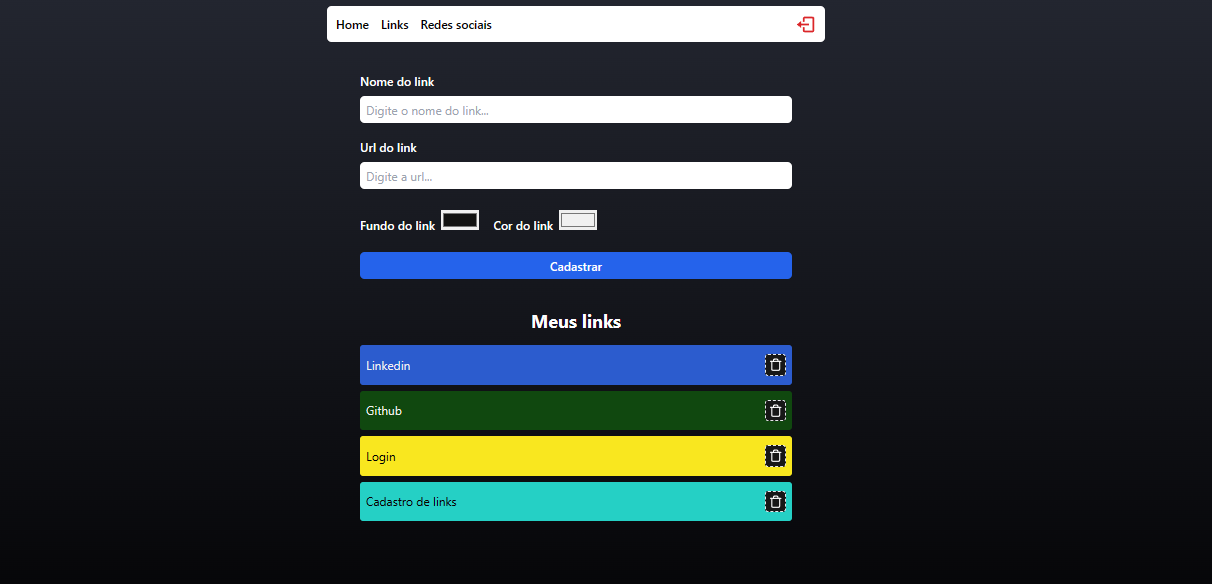 Home Links Redes sociais
Nome do link
Digite o nome do link...
Url do link
Digite a url...
Fundo do link Cor do link
Cadastrar
Meus links
Linkedin
Github
Login
Cadastro de links